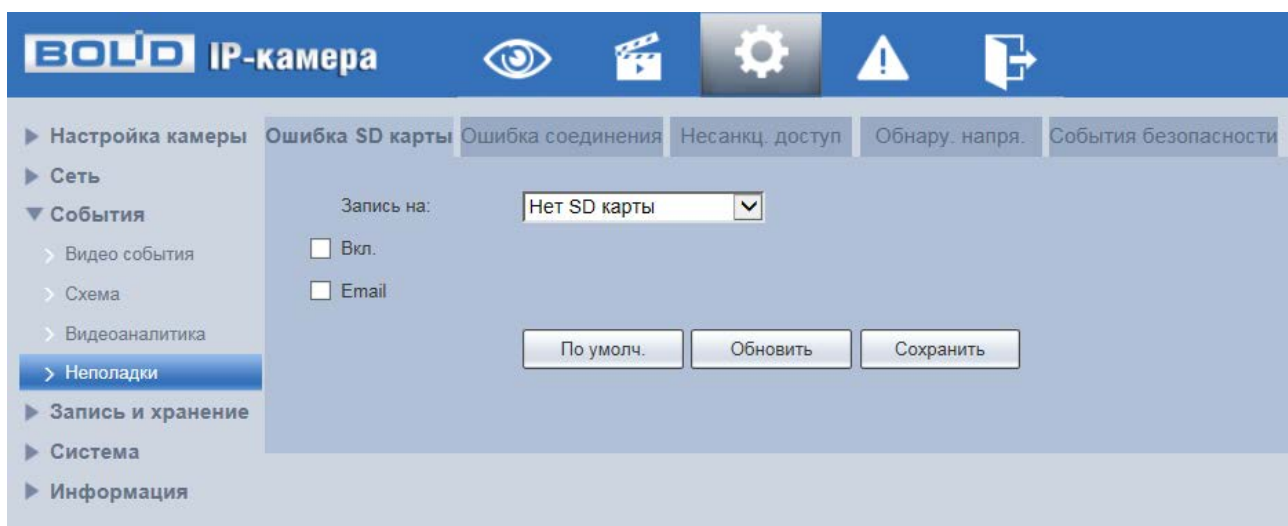 BOLID IP-камера
Настройка камеры
Сеть
События
Видео события
Схема
Видеоаналитика
Неполадки
Запись и хранение
Система
Информация
Ошибка SD карты Ошибка соединения Несанкц. доступ Обнару. напря. События безопасности
Запись на: Нет SD карты
Вкл.
Email
По умолч. Обновить Сохранить